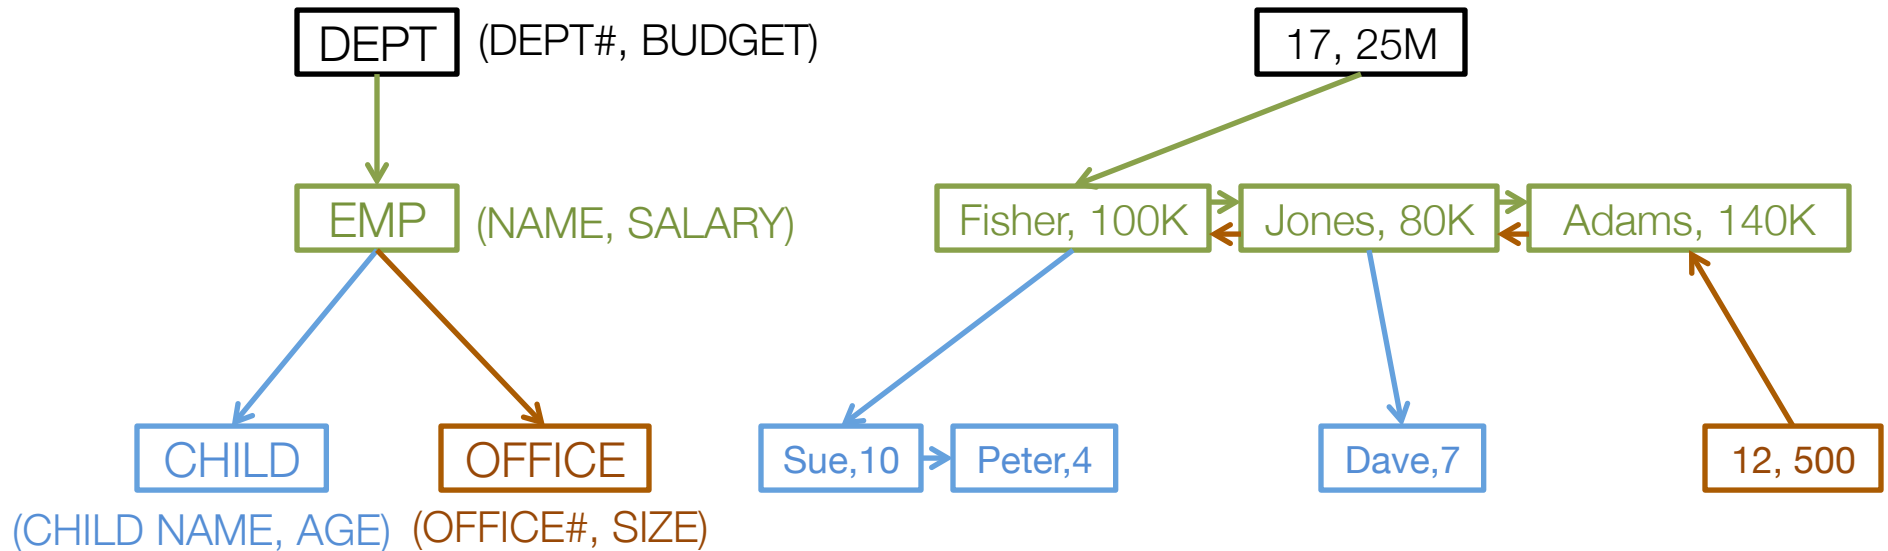 DEPT (DEPT#, BUDGET)
17, 25M
EMP (NAME, SALARY)
Fisher, 100K
Jones, 80K
Adams, 140K
CHILD
OFFICE
Sue,10
Peter,4
Dave,7
12, 500
(CHILD NAME, AGE)
(OFFICE#, SIZE)